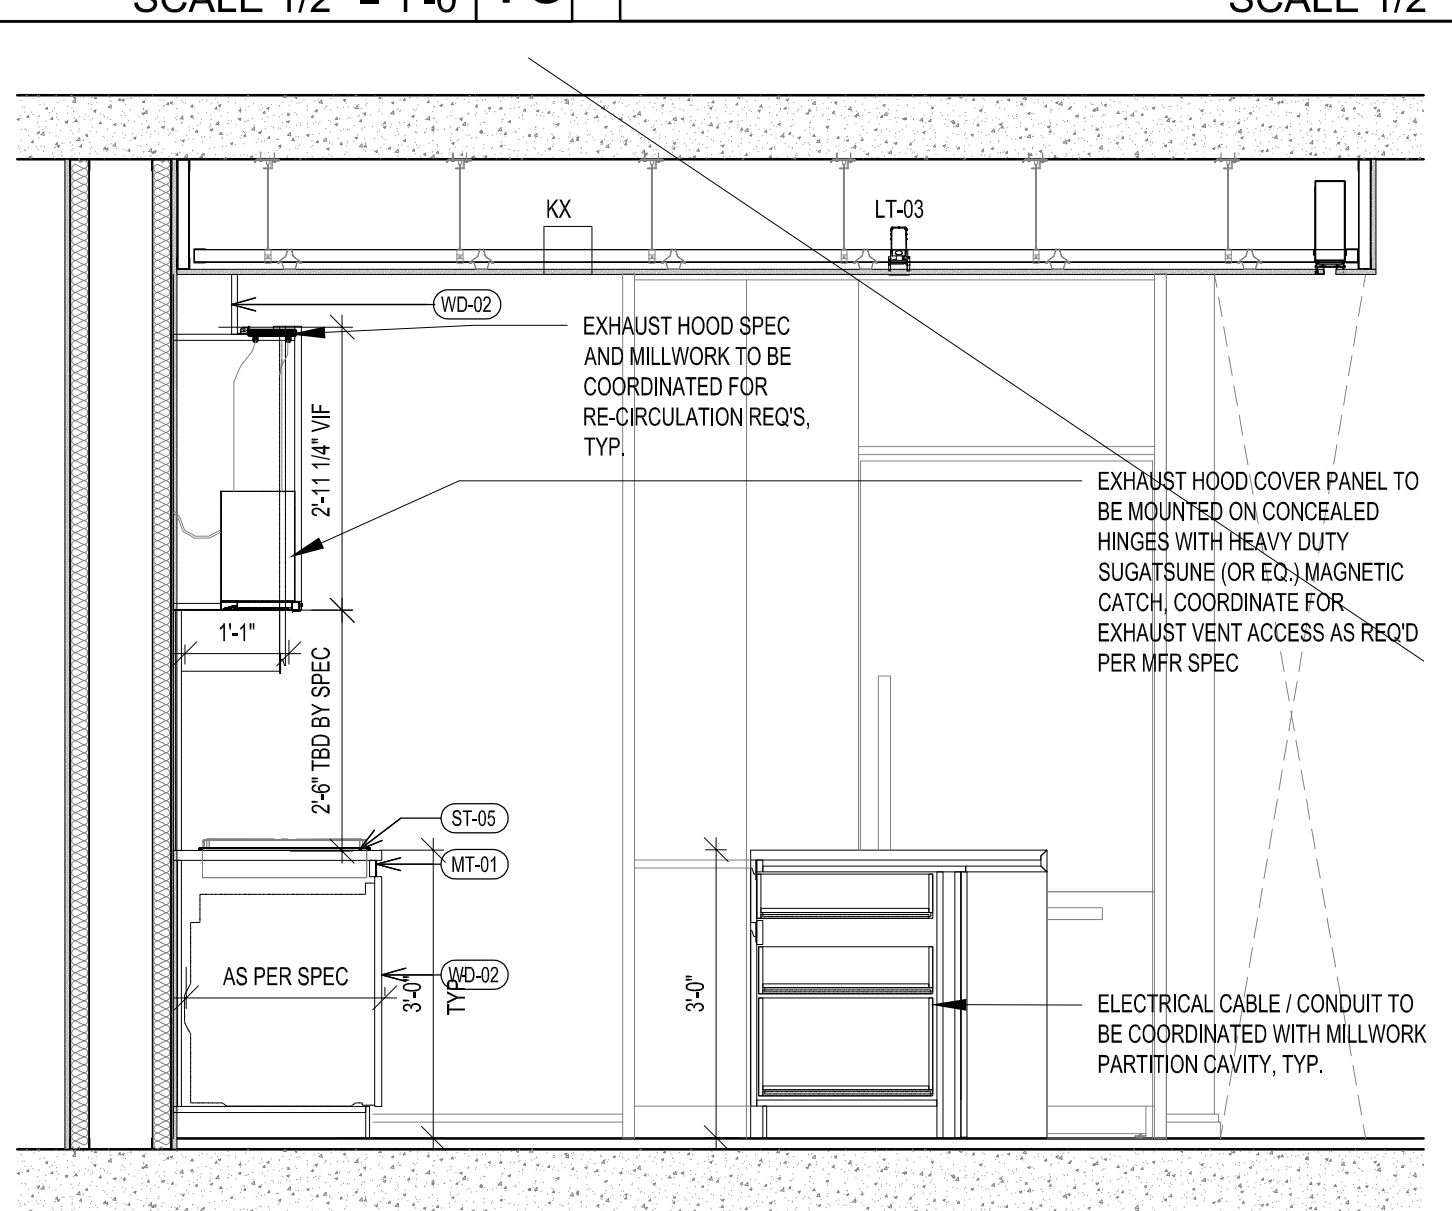 SCALE 1/2" = 1'-0
SCALE 1/2
KX
LT-03
WD-02
EXHAUST HOOD SPEC
AND MILLWORK TO BE
COORDINATED FOR
RE-CIRCULATION REQ'S,
TYP.
2'-11 1/4" VIF
EXHAUST HOOD COVER PANEL TO
BE MOUNTED ON CONCEALED
HINGES WITH HEAVY DUTY
SUGATSUNE (OR EQ.) MAGNETIC
CATCH, COORDINATE FOR
EXHAUST VENT ACCESS AS REQ'D
PER MFR SPEC
1'-1"
2'-6" TBD BY SPEC
ST-05
MT-01
AS PER SPEC
WD-02
3'-0"
TYP
3'-0"
ELECTRICAL CABLE / CONDUIT TO
BE COORDINATED WITH MILLWORK
PARTITION CAVITY, TYP.